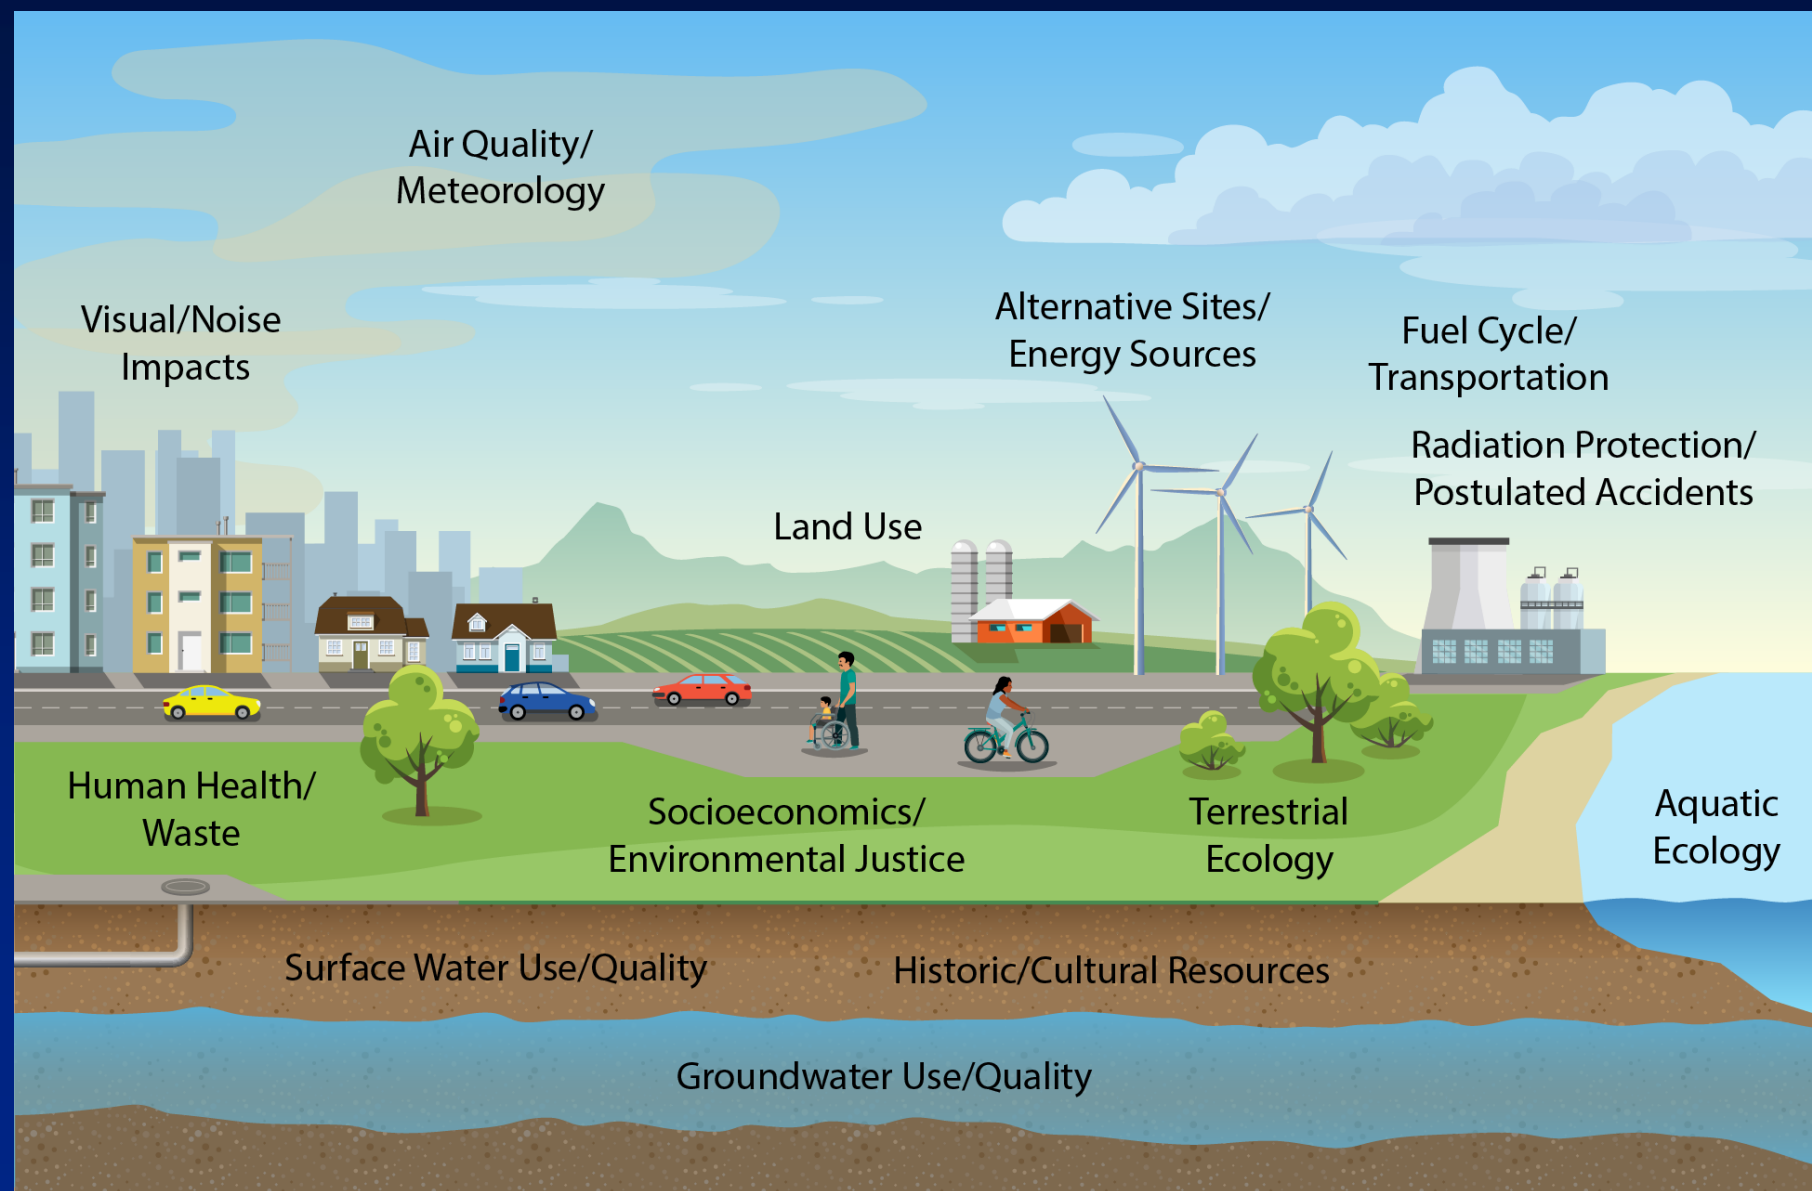 Air Quality/
Meteorology
Visual/Noise
Impacts
Alternative Sites/
Energy Sources
Fuel Cycle/
Transportation
Radiation Protection/
Postulated Accidents
Land Use
Human Health/
Waste
Socioeconomics/
Environmental Justice
Terrestrial
Ecology
Aquatic
Ecology
Surface Water Use/Quality
Historic/Cultural Resources
Groundwater Use/Quality